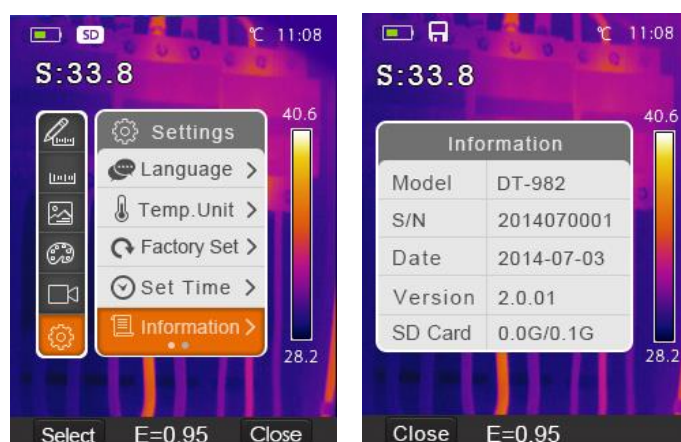 SD ℃ 11:08
S:33.8
40.6
Settings
Language
Temp.Unit
Factory Set
Set Time
Information
28.2
Select E=0.95 Close
℃ 11:08
S:33.8
40.6
Information
Model DT-982
S/N 2014070001
Date 2014-07-03
Version 2.0.01
SD Card 0.0G/0.1G
28.2
Close E=0.95